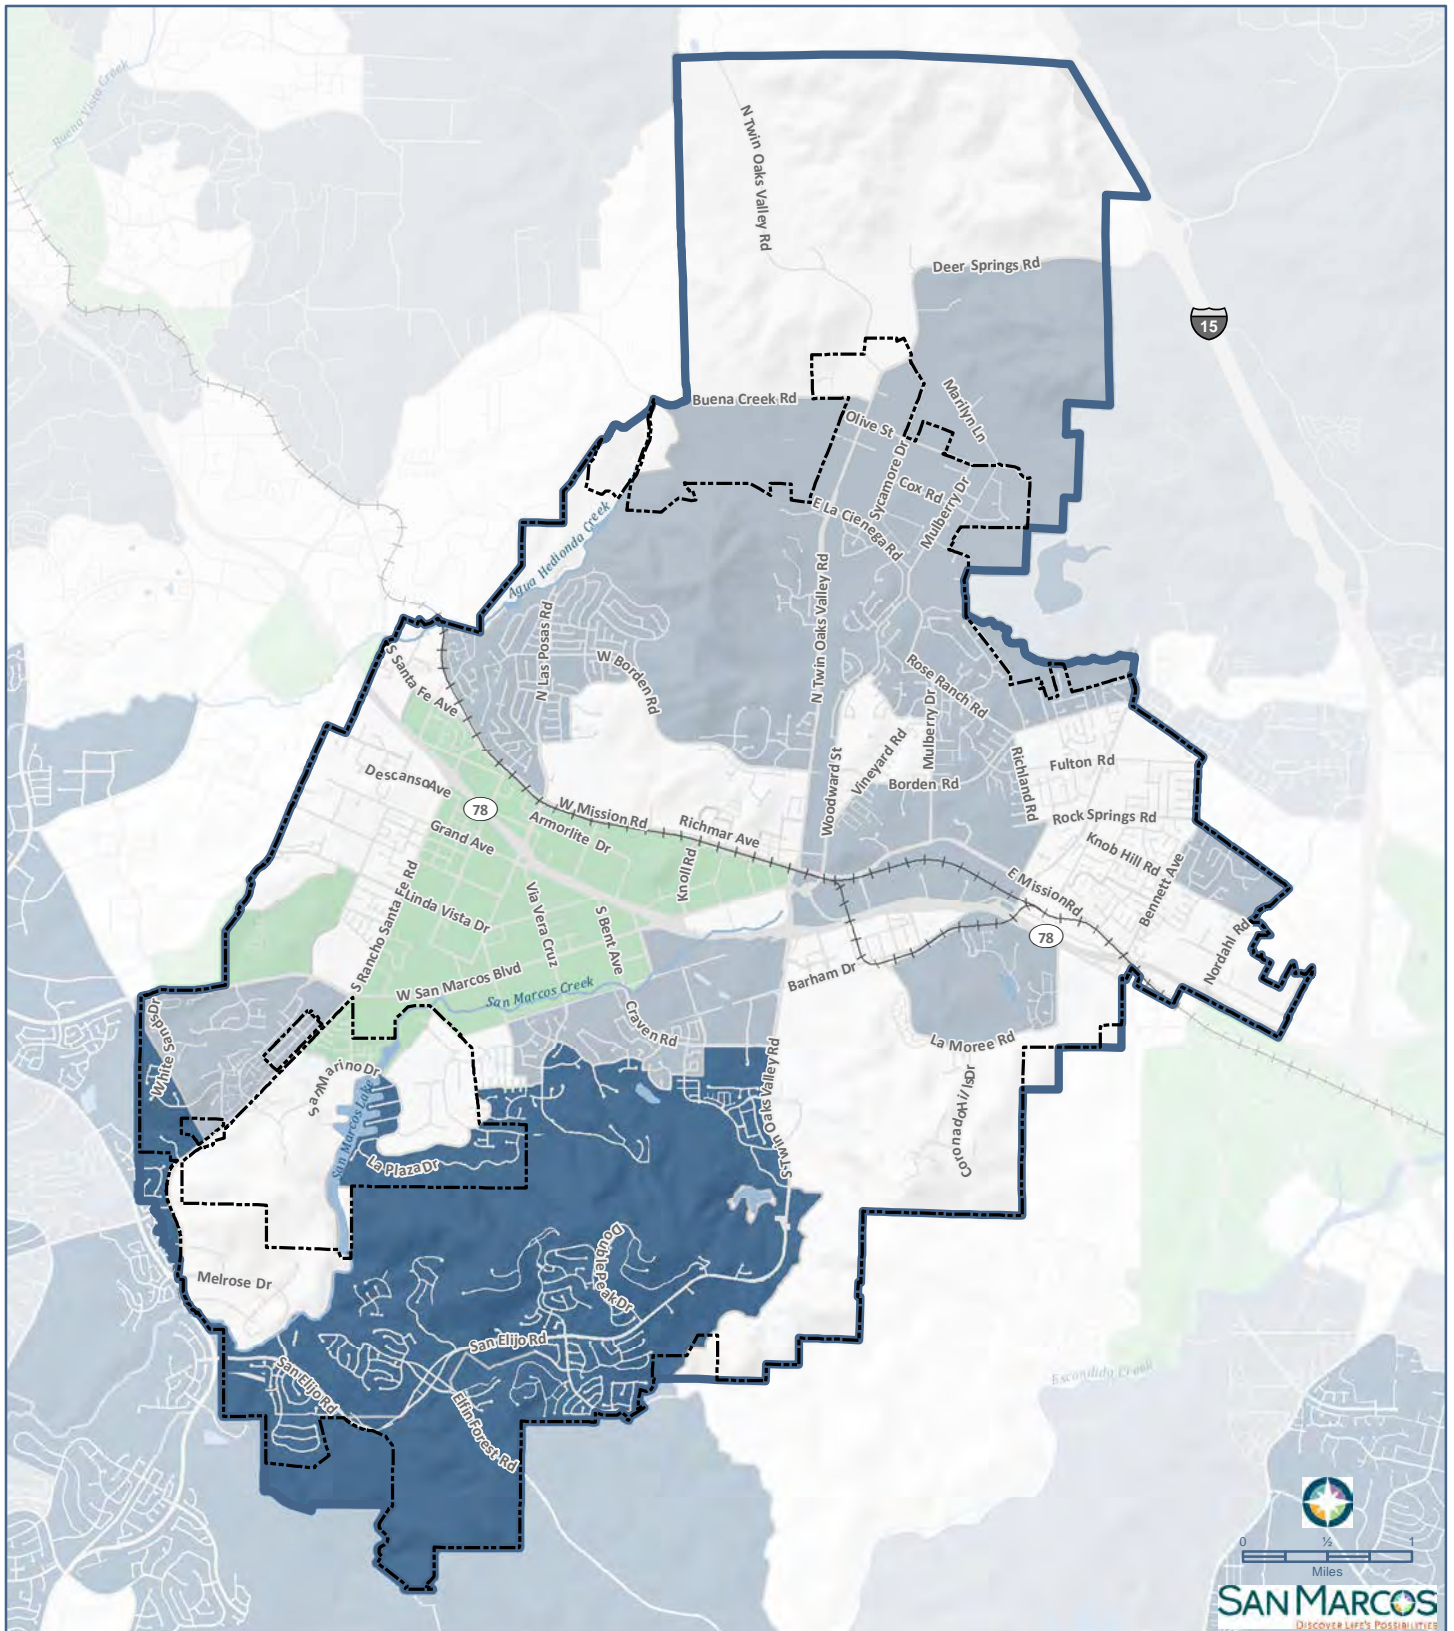 Buena Vista Creek
N Twin Oaks Valley Rd
Deer Springs Rd
15
Buena Creek Rd
Marilyn Ln
Olive St
Sycamore Dr
Cox Rd
Mulberry Dr
E La Cienega Rd
Agua Hedionda Creek
N Las Posas Rd
W Borden Rd
N Twin Oaks Valley Rd
S Santa Fe Ave
Rose Ranch Rd
Mulberry Dr
Vineyard Rd
Woodward St
Borden Rd
Richland Rd
Fulton Rd
Descanso Ave
78
W Mission Rd
Richmar Ave
Rock Springs Rd
Armorlite Dr
Grand Ave
Knoll Rd
Knob Hill Rd
Bennett Ave
E Mission Rd
S Rancho Santa Fe Rd
Linda Vista Dr
Via Vera Cruz
S Bent Ave
78
Nordahl Rd
Barham Dr
W San Marcos Blvd
San Marcos Creek
White Sands Dr
Craven Rd
La Moree Rd
San Marino Dr
San Marcos Lake
La Plaza Dr
S Twin Oaks Valley Rd
Coronado Hills Dr
Double Peak Dr
Melrose Dr
San Elijo Rd
San Elijo Rd
Elfin Forest Rd
Escondido Creek
0 ½ 1
Miles
SAN MARCOS
DISCOVER LIFE'S POSSIBILITIES